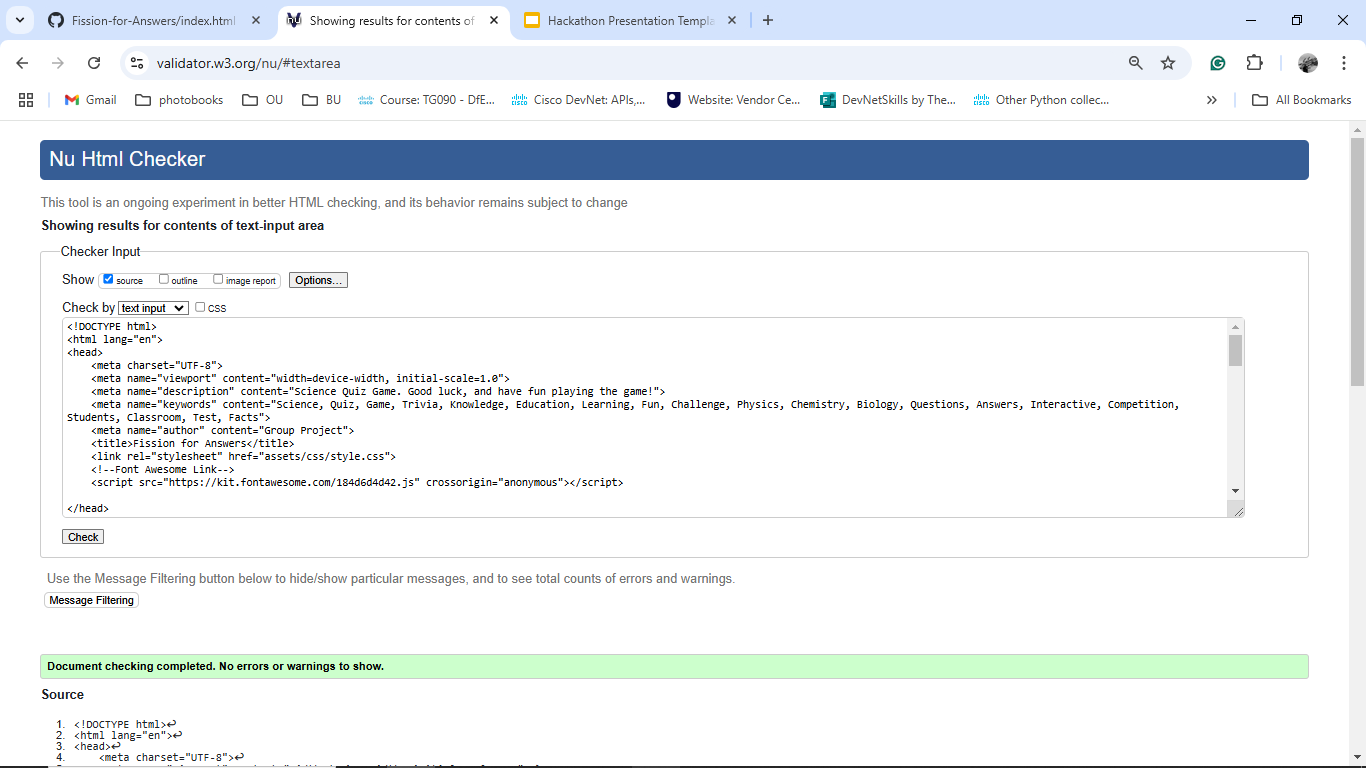 Fission-for-Answers/index.html
Showing results for contents of
Hackathon Presentation Templa
validator.w3.org/nu/#textarea
Gmail photobooks OU BU Course: TG090 - DfE... Cisco DevNet: APIs,... Website: Vendor Ce... DevNetSkills by The... Other Python collec... » All Bookmarks
Nu Html Checker
This tool is an ongoing experiment in better HTML checking, and its behavior remains subject to change
Showing results for contents of text-input area
Checker Input
Show source outline image report Options...
Check by text input CSS
<!DOCTYPE html>
<html lang="en">
<head>
    <meta charset="UTF-8">
    <meta name="viewport" content="width=device-width, initial-scale=1.0">
    <meta name="description" content="Science Quiz Game. Good luck, and have fun playing the game!">
    <meta name="keywords" content="Science, Quiz, Game, Trivia, Knowledge, Education, Learning, Fun, Challenge, Physics, Chemistry, Biology, Questions, Answers, Interactive, Competition,
Students, Classroom, Test, Facts">
    <meta name="author" content="Group Project">
    <title>Fission for Answers</title>
    <link rel="stylesheet" href="assets/css/style.css">
    <!--Font Awesome Link-->
    <script src="https://kit.fontawesome.com/184d6d4d42.js" crossorigin="anonymous"></script>
</head>
Check
Use the Message Filtering button below to hide/show particular messages, and to see total counts of errors and warnings.
Message Filtering
Document checking completed. No errors or warnings to show.
Source
1. <!DOCTYPE html>↩
2. <html lang="en">↩
3. <head>↩
4.     <meta charset="UTF-8">↩